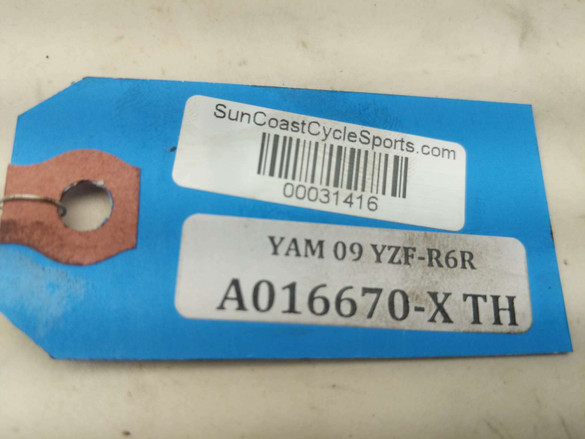 SunCoastCycleSports.com
00031416
YAM 09 YZF-R6R
A016670-X TH